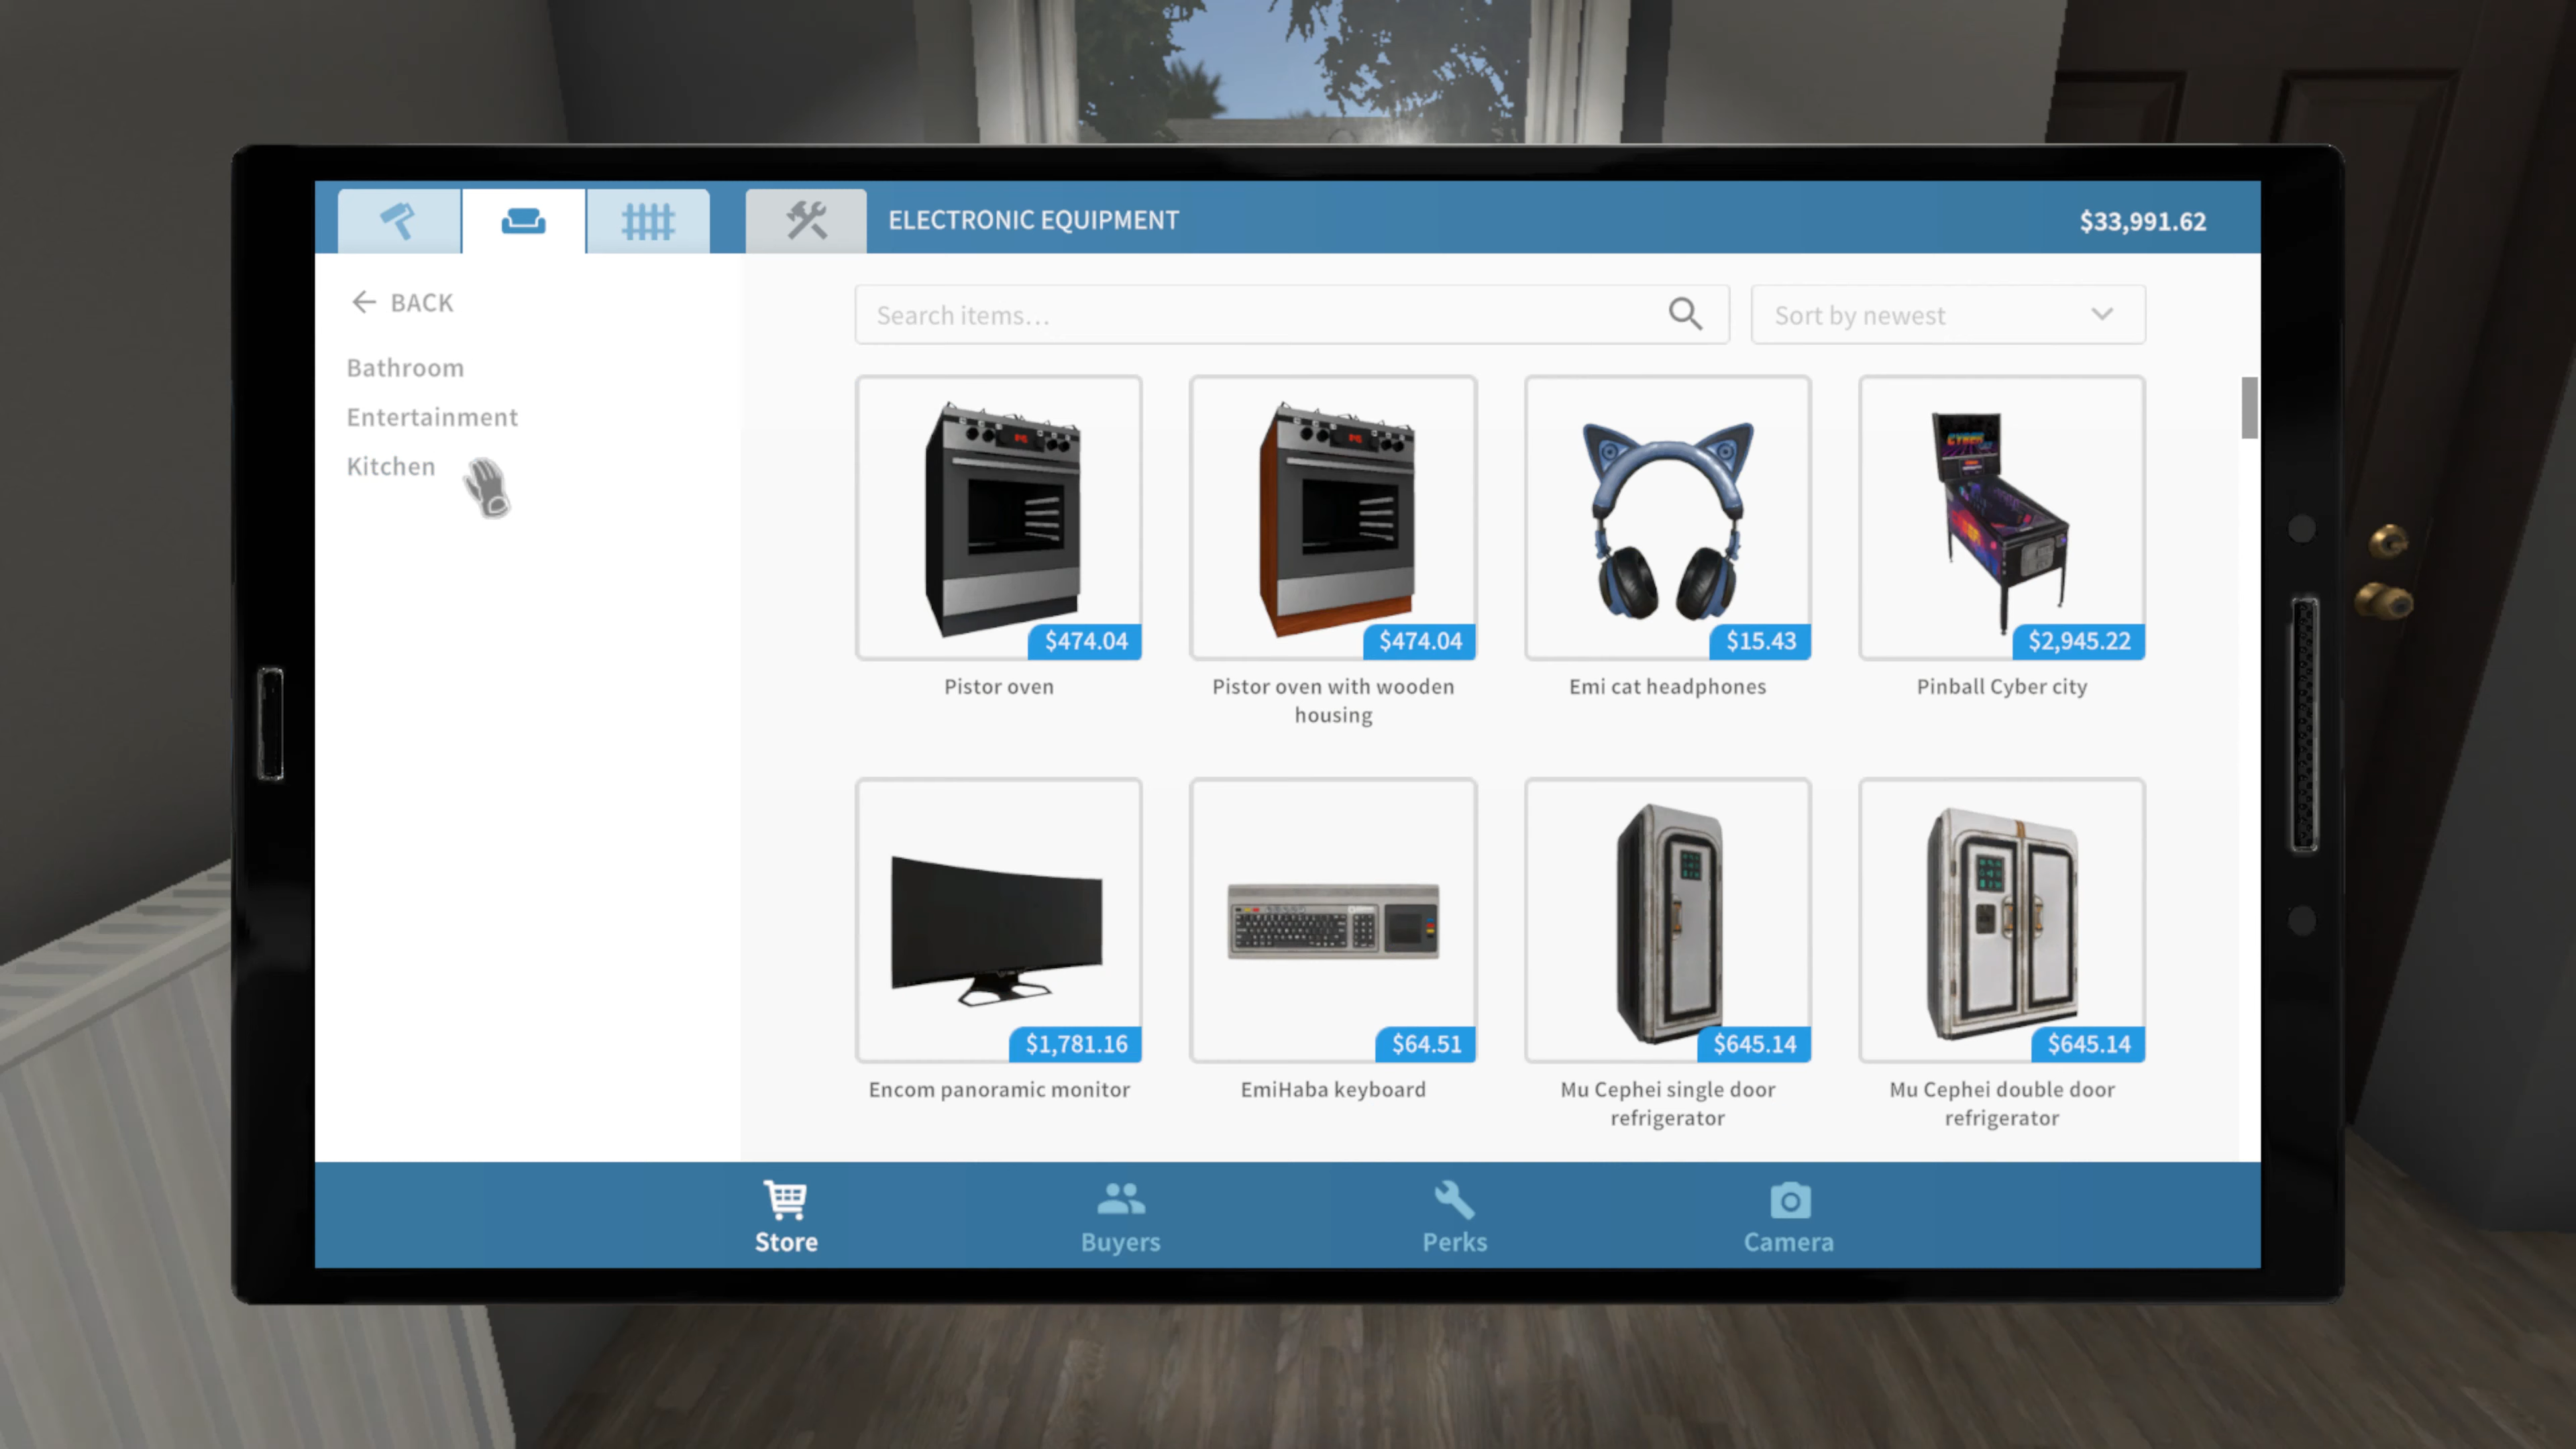 ELECTRONIC EQUIPMENT
$33,991.62
BACK
Bathroom
Entertainment
Kitchen
Search items...
Sort by newest
$474.04
$474.04
$15.43
$2,945.22
Pistor oven
Pistor oven with wooden
housing
Emi cat headphones
Pinball Cyber city
CYBER
$1,781.16
$64.51
$645.14
$645.14
Encom panoramic monitor
EmiHaba keyboard
Mu Cephei single door
refrigerator
Mu Cephei double door
refrigerator
Store
Buyers
Perks
Camera